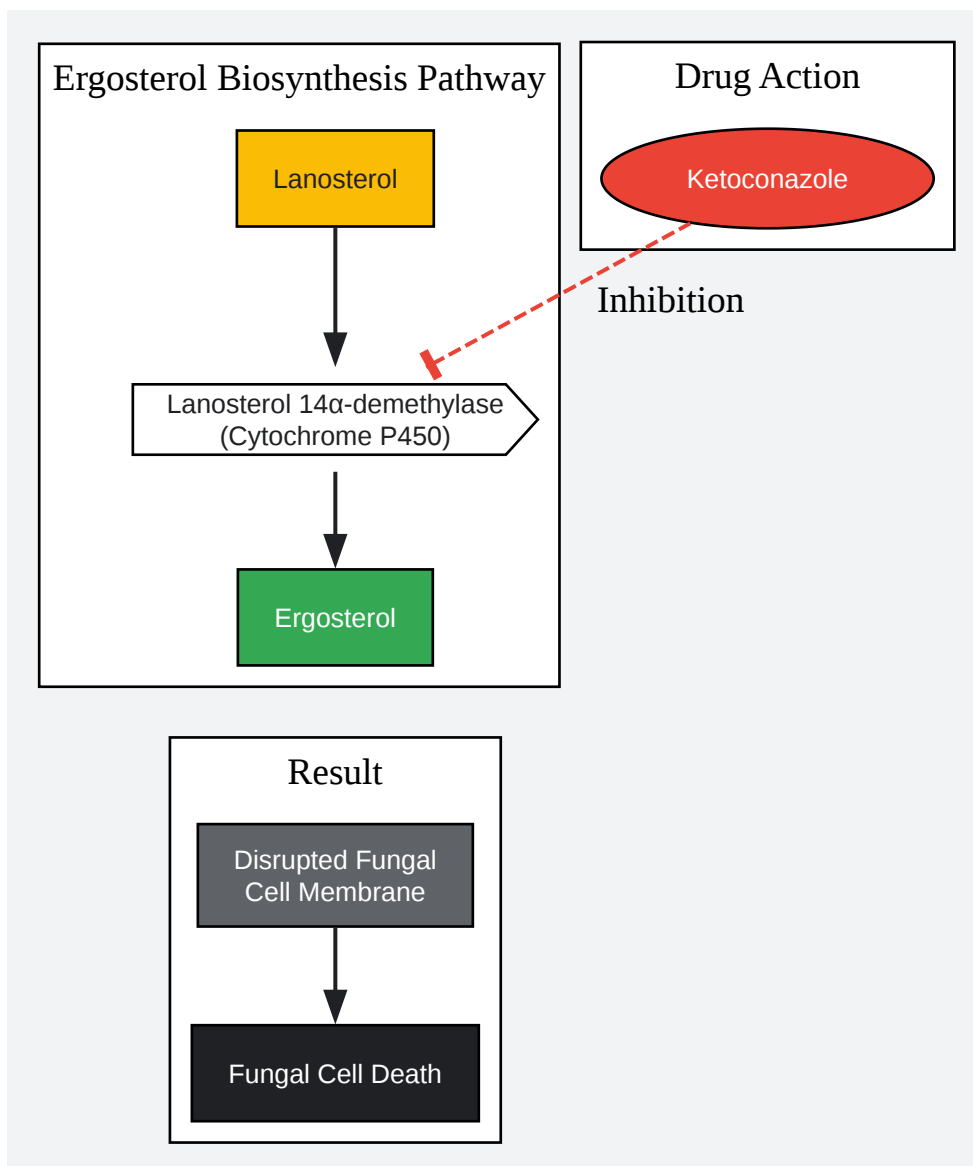 Ergosterol Biosynthesis Pathway
Lanosterol
Lanosterol 14α-demethylase
(Cytochrome P450)
Ergosterol
Drug Action
Ketoconazole
Inhibition
Result
Disrupted Fungal
Cell Membrane
Fungal Cell Death